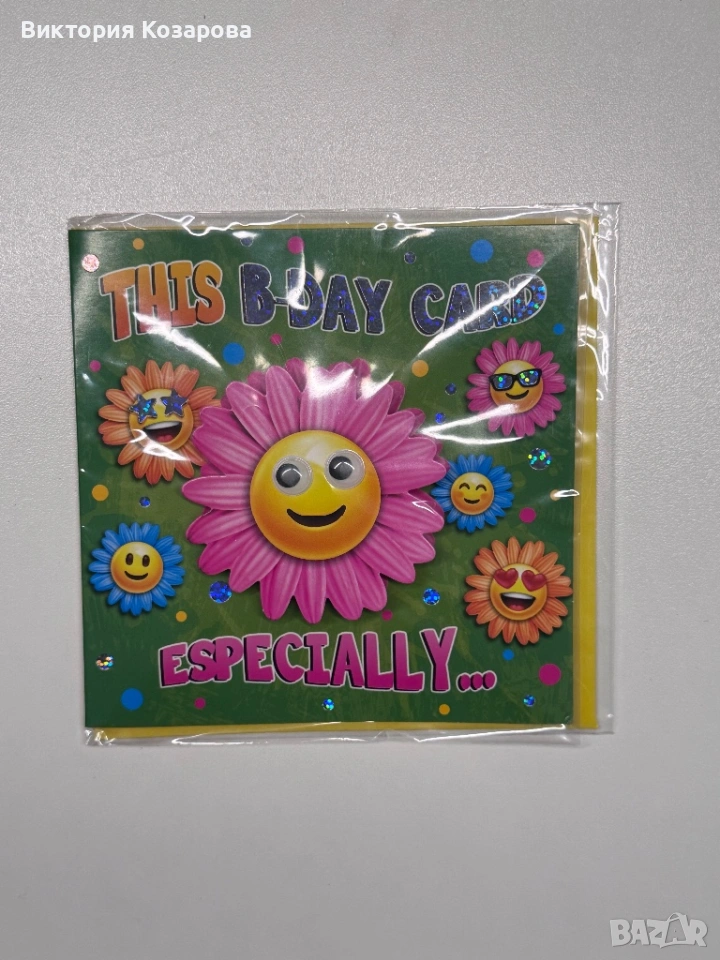 Виктория Козарова
THIS B-DAY CARD
ESPECIALLY...
BAZAR